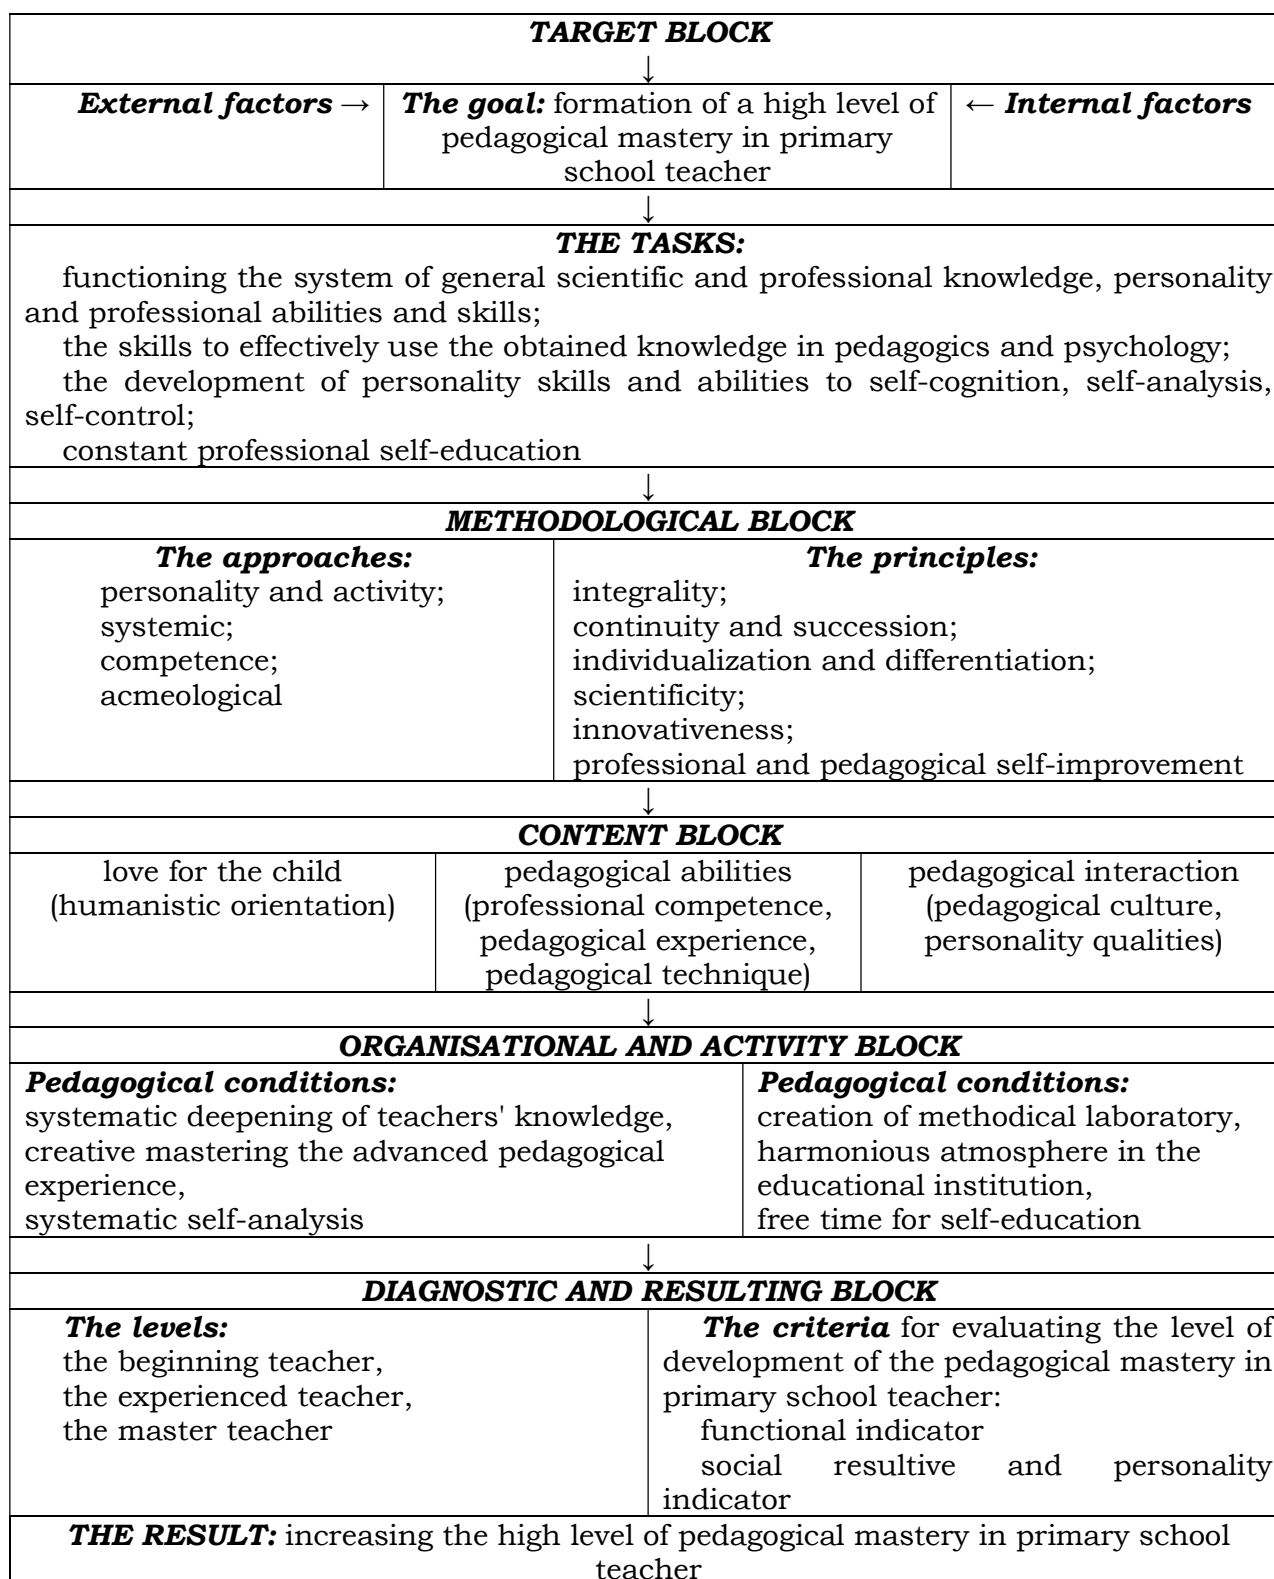 TARGET BLOCK
↓
External factors →
The goal: formation of a high level of
pedagogical mastery in primary
school teacher
← Internal factors
↓
THE TASKS:
functioning the system of general scientific and professional knowledge, personality
and professional abilities and skills;
the skills to effectively use the obtained knowledge in pedagogics and psychology;
the development of personality skills and abilities to self-cognition, self-analysis,
self-control;
constant professional self-education
↓
METHODOLOGICAL BLOCK
The approaches:
personality and activity;
systemic;
competence;
acmeological
The principles:
integrality;
continuity and succession;
individualization and differentiation;
scientificity;
innovativeness;
professional and pedagogical self-improvement
↓
CONTENT BLOCK
love for the child
(humanistic orientation)
pedagogical abilities
(professional competence,
pedagogical experience,
pedagogical technique)
pedagogical interaction
(pedagogical culture,
personality qualities)
↓
ORGANISATIONAL AND ACTIVITY BLOCK
Pedagogical conditions:
systematic deepening of teachers' knowledge,
creative mastering the advanced pedagogical
experience,
systematic self-analysis
Pedagogical conditions:
creation of methodical laboratory,
harmonious atmosphere in the
educational institution,
free time for self-education
↓
DIAGNOSTIC AND RESULTING BLOCK
The levels:
the beginning teacher,
the experienced teacher,
the master teacher
The criteria for evaluating the level of
development of the pedagogical mastery in
primary school teacher:
functional indicator
social resultive and personality
indicator
THE RESULT: increasing the high level of pedagogical mastery in primary school
teacher